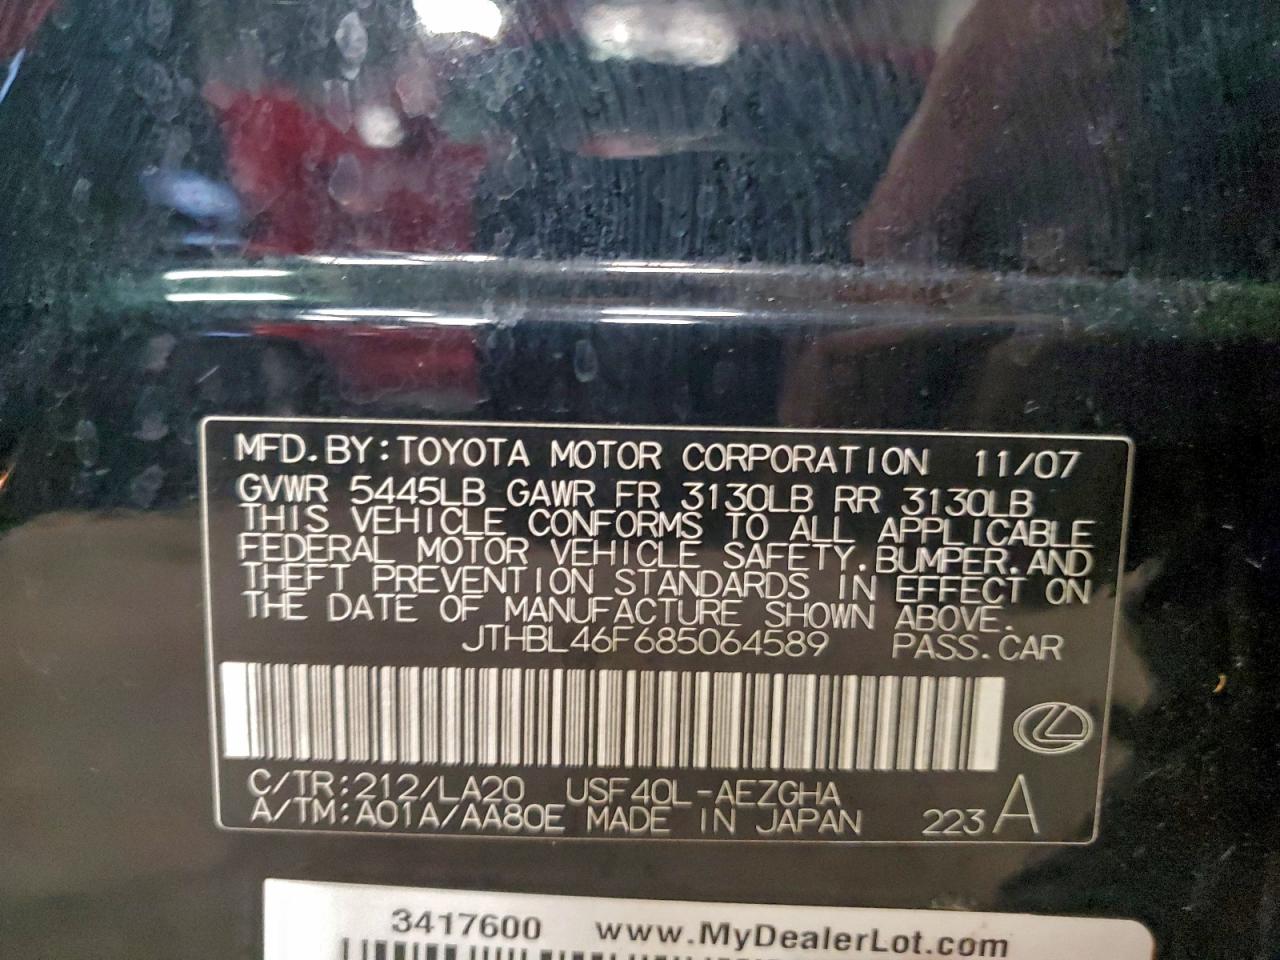 MFD.BY:TOYOTA MOTOR CORPORATION 11/07
GVWR 5445LB GAWR FR 3130LB RR 3130LB
THIS VEHICLE CONFORMS TO ALL APPLICABLE
FEDERAL MOTOR VEHICLE SAFETY.BUMPER.AND
THEFT PREVENTION STANDARDS IN EFFECT ON
THE DATE OF MANUFACTURE SHOWN ABOVE.
JTHBL46F685064589 PASS.CAR
C/TR:212/LA20 USF40L-AEZGHA
A/TM:A01A/AA80E MADE IN JAPAN 223 A
3417600 www.MyDealerLot.com